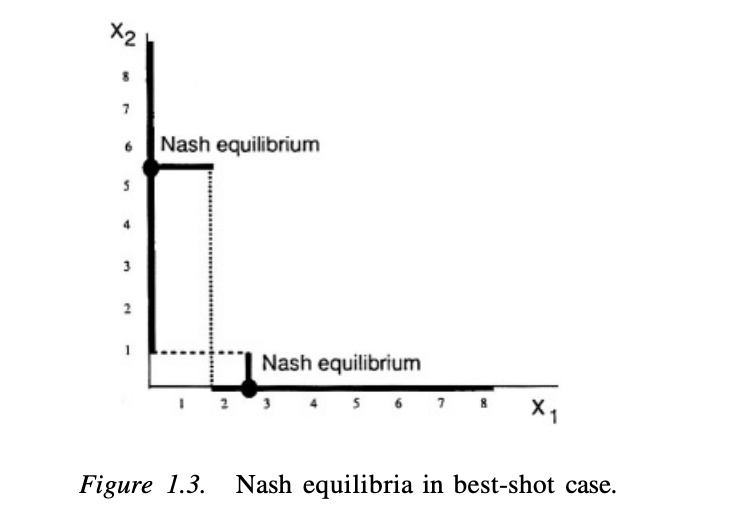 X2
8
7
6 Nash equilibrium
5
4
3
2
1
Nash equilibrium
1 2 3 4 5 6 7 8 X1
Figure 1.3. Nash equilibria in best-shot case.